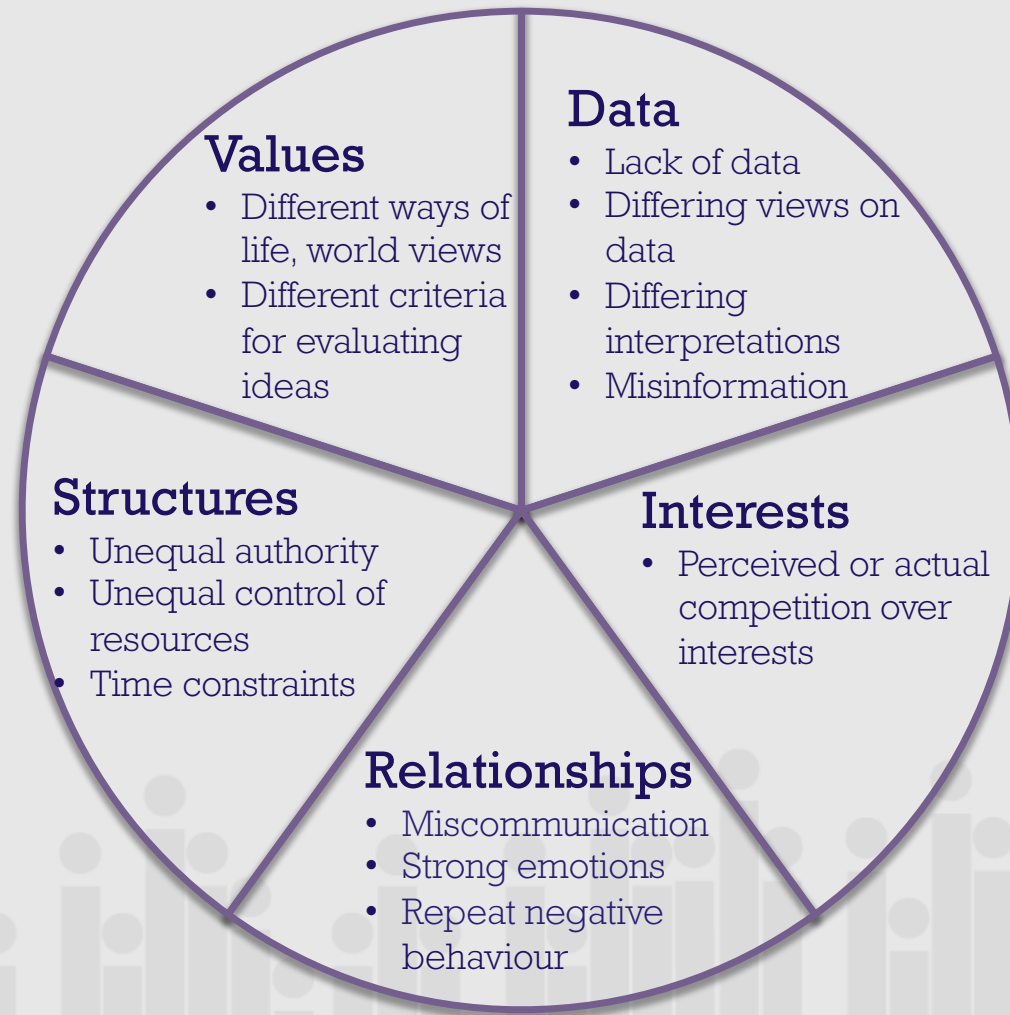 Values
• Different ways of
life, world views
• Different criteria
for evaluating
ideas
Data
• Lack of data
• Differing views on
data
• Differing
interpretations
• Misinformation
Structures
• Unequal authority
• Unequal control of
resources
• Time constraints
Interests
• Perceived or actual
competition over
interests
Relationships
• Miscommunication
• Strong emotions
• Repeat negative
behaviour